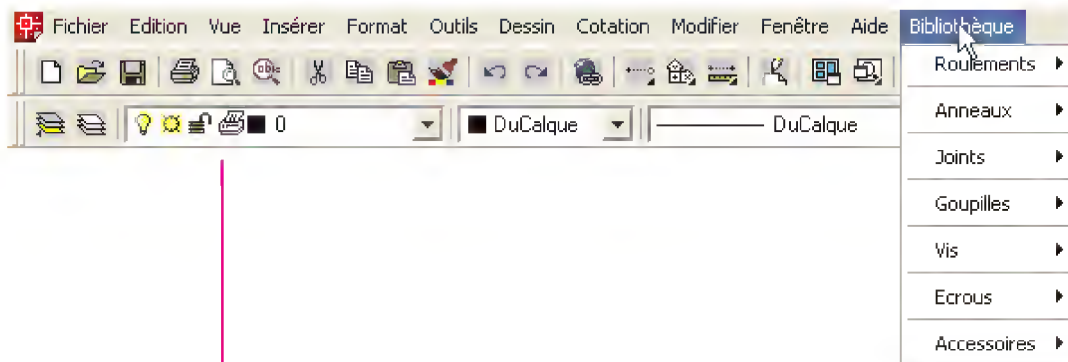 Fichier Edition Vue Insérer Format Outils Dessin Cotation Modifier Fenêtre Aide Bibliothèque
abc
0 DuCalque DuCalque
Roulements
Anneaux
Joints
Goupilles
Vis
Ecrous
Accessoires